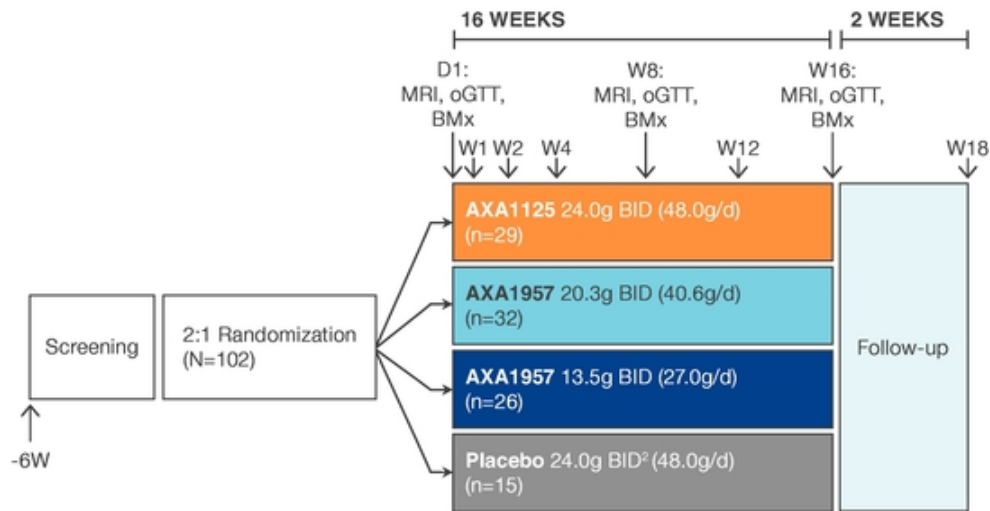 16 WEEKS
2 WEEKS
D1:
MRI, oGTT,
BMx
W8:
MRI, oGTT,
BMx
W16:
MRI, oGTT,
BMx
W1 W2 W4 W12 W18
AXA1125 24.0g BID (48.0g/d)
(n=29)
AXA1957 20.3g BID (40.6g/d)
(n=32)
Screening
2:1 Randomization
(N=102)
AXA1957 13.5g BID (27.0g/d)
(n=26)
Follow-up
-6W
Placebo 24.0g BID² (48.0g/d)
(n=15)